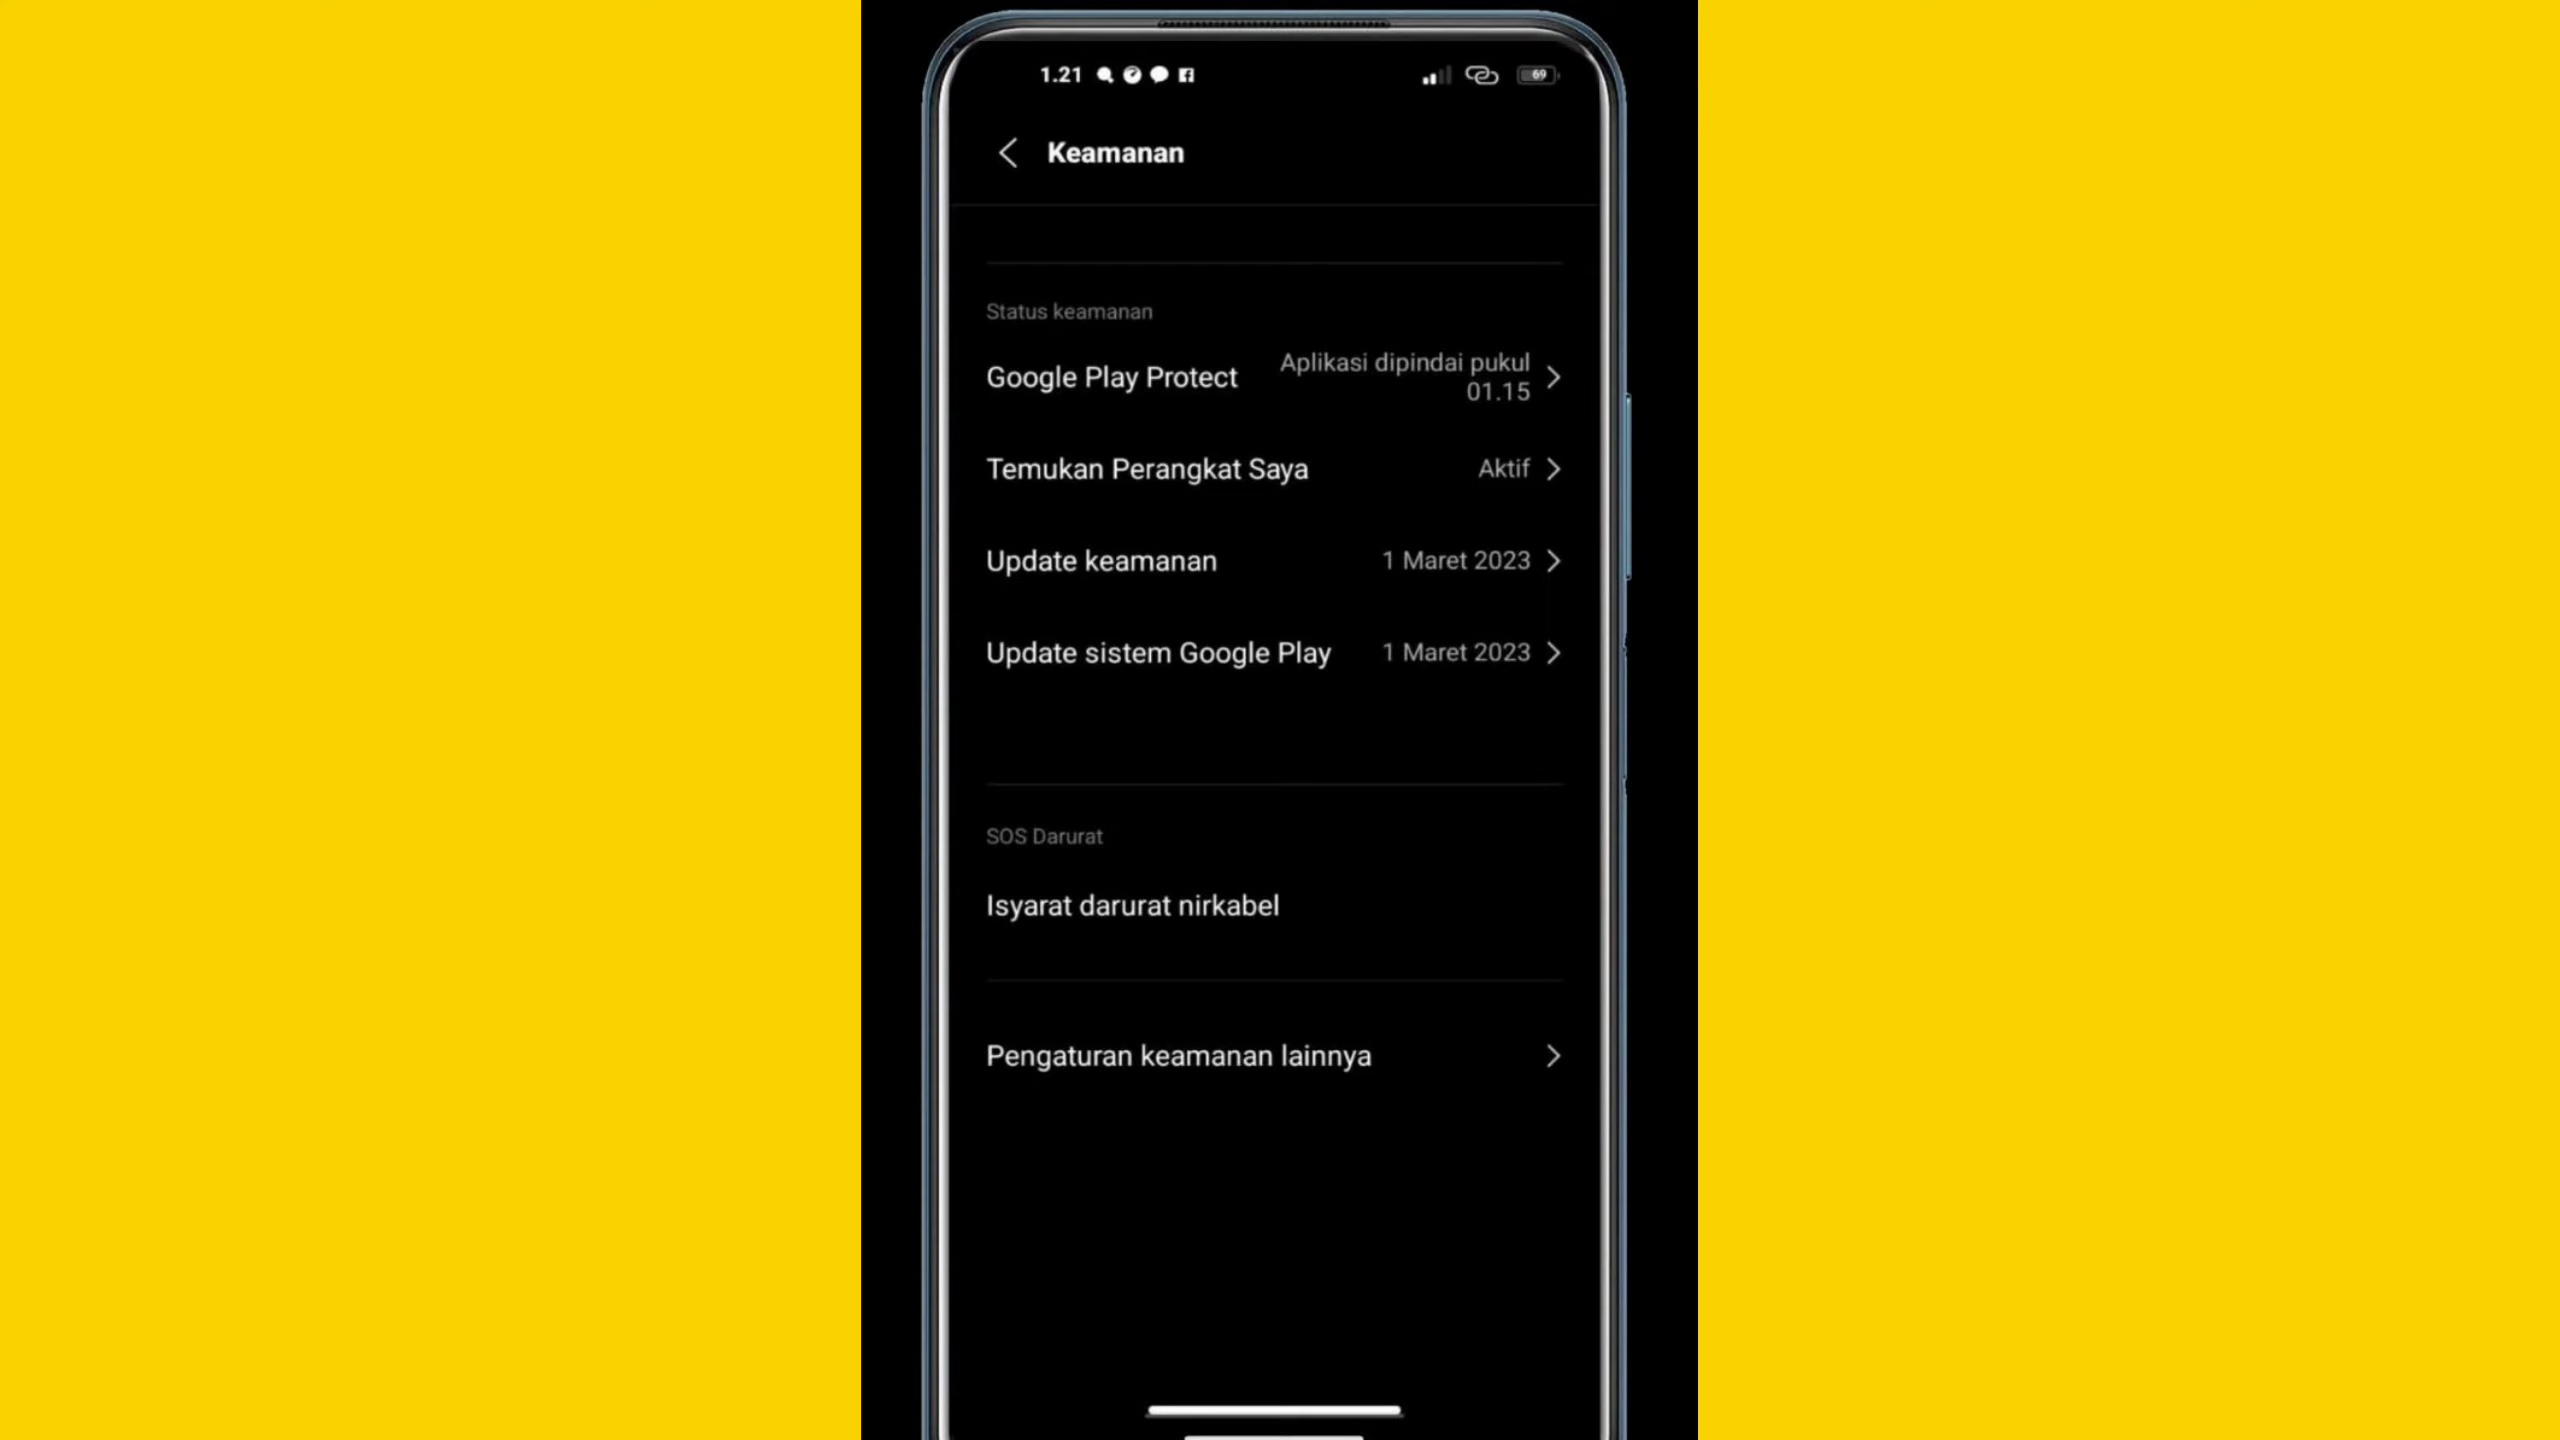 1.21
69
Keamanan
Status keamanan
Google Play Protect
Aplikasi dipindai pukul
01.15
Temukan Perangkat Saya
Aktif
Update keamanan
1 Maret 2023
Update sistem Google Play
1 Maret 2023
SOS Darurat
Isyarat darurat nirkabel
Pengaturan keamanan lainnya